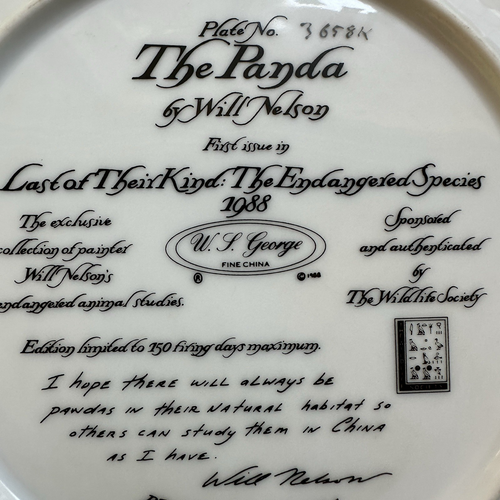 Plate No. 3658K
The Panda
by Will Nelson
First issue in
Last of Their Kind: The Endangered Species
1988
The exclusive
collection of painter
Will Nelson's
endangered animal studies.
W. S. George
FINE CHINA
® © 1988
Sponsored
and authenticated
by
The Wildlife Society
Edition limited to 150 firing days maximum.
I hope there will always be
pandas in their natural habitat so
others can study them in China
as I have.
Will Nelson